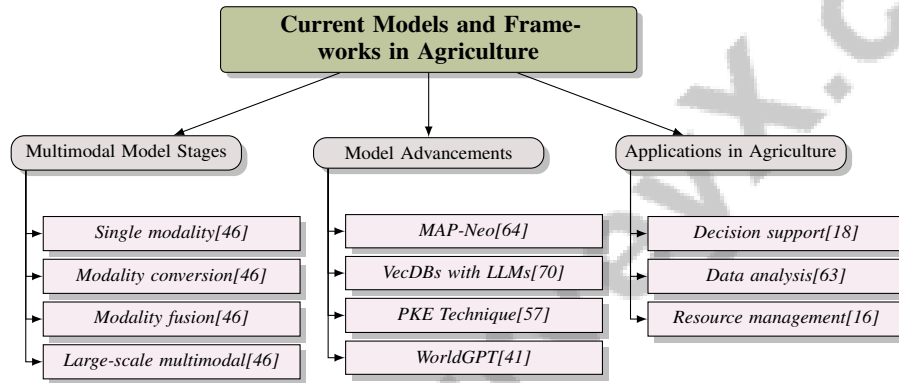 Current Models and Frame-
works in Agriculture
Multimodal Model Stages
Single modality[46]
Modality conversion[46]
Modality fusion[46]
Large-scale multimodal[46]
Model Advancements
MAP-Neo[64]
VecDBs with LLMs[70]
PKE Technique[57]
WorldGPT[41]
Applications in Agriculture
Decision support[18]
Data analysis[63]
Resource management[16]